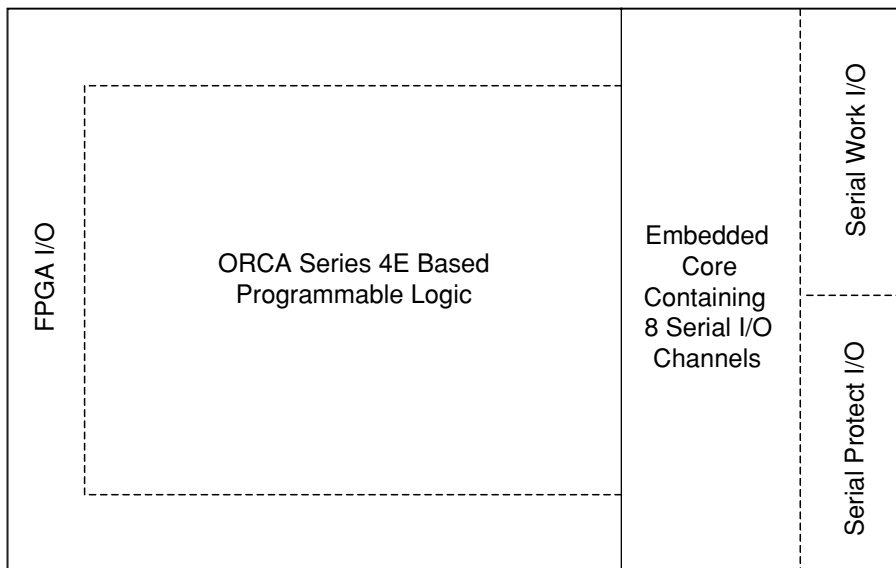 FPGA I/O
ORCA Series 4E Based
Programmable Logic
Embedded
Core
Containing
8 Serial I/O
Channels
Serial Work I/O
Serial Protect I/O